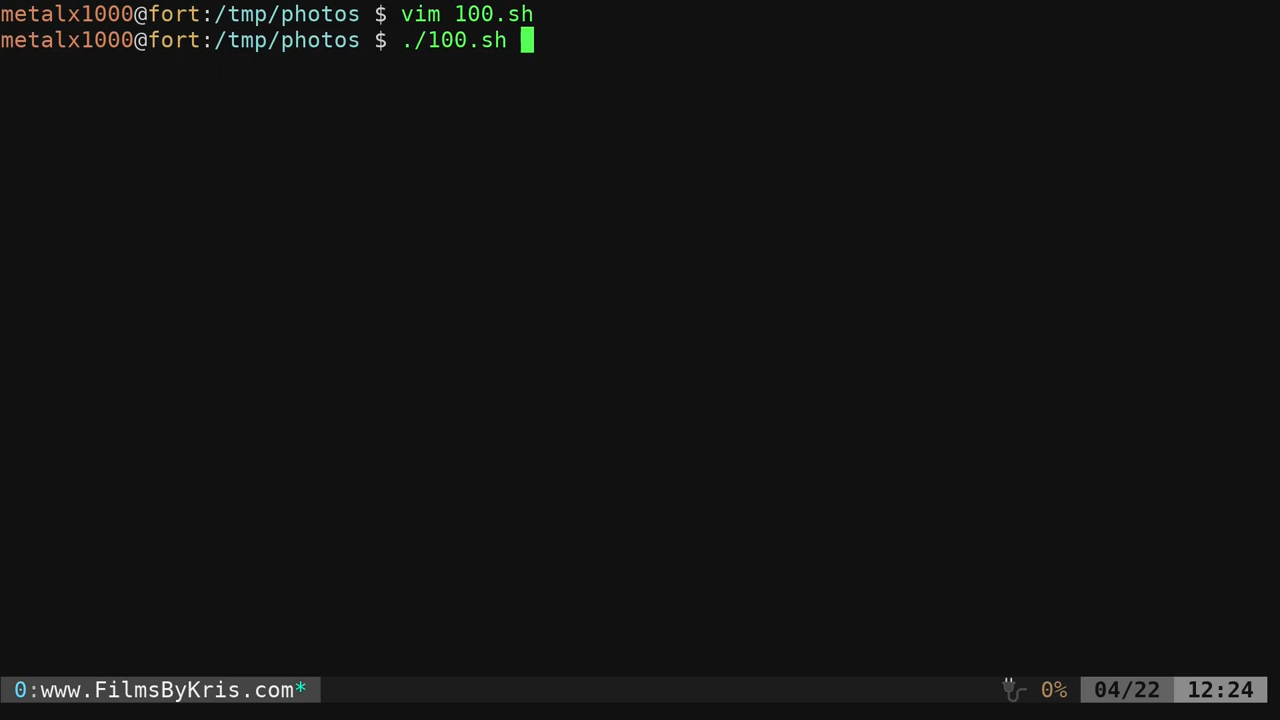 metalx1000@fort:/tmp/photos $ vim 100.sh
metalx1000@fort:/tmp/photos $ ./100.sh
0:www.FilmsByKris.com* 0% 04/22 12:24